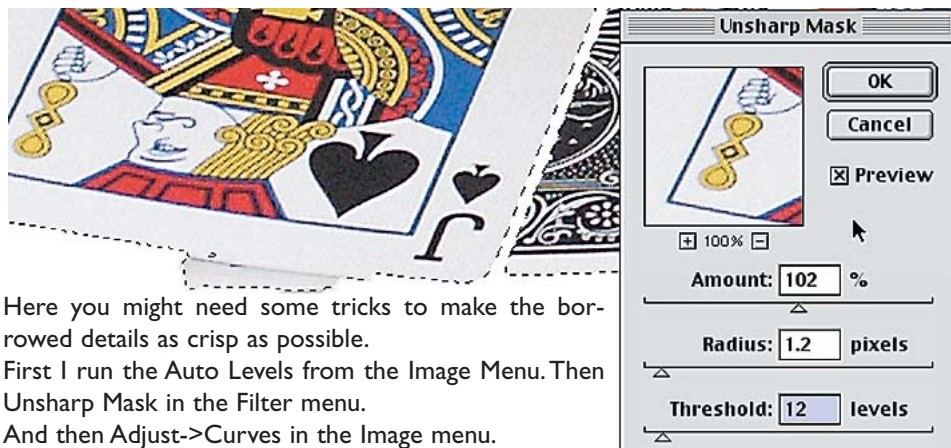 J
Here you might need some tricks to make the bor-
rowed details as crisp as possible.
First I run the Auto Levels from the Image Menu. Then
Unsharp Mask in the Filter menu.
And then Adjust->Curves in the Image menu.
Unsharp Mask
OK
Cancel
Preview
100%
Amount: 102 %
Radius: 1.2 pixels
Threshold: 12 levels